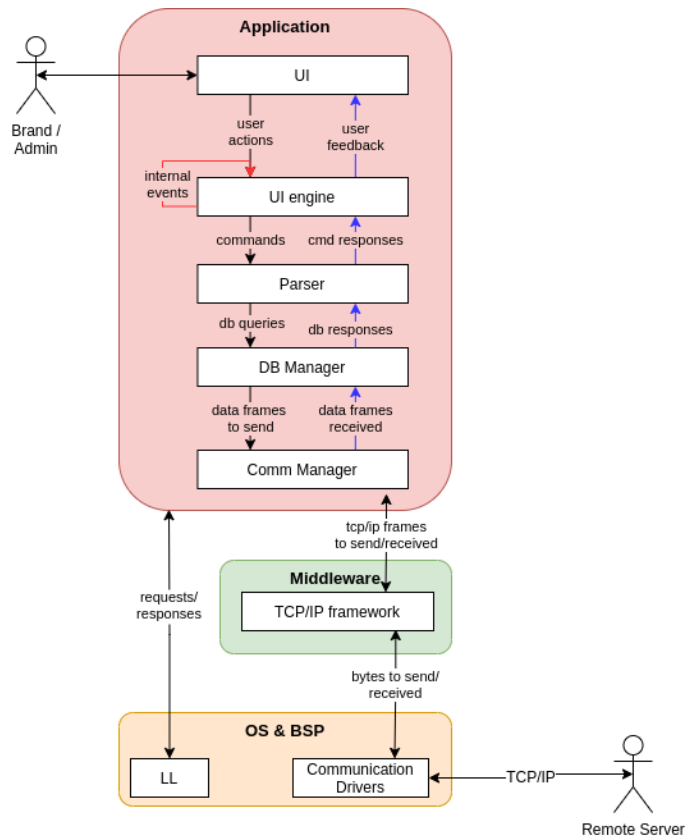 Application
UI
Brand /
Admin
user
actions
user
feedback
internal
events
UI engine
commands
cmd responses
Parser
db queries
db responses
DB Manager
data frames
to send
data frames
received
Comm Manager
tcp/ip frames
to send/received
Middleware
requests/
responses
TCP/IP framework
bytes to send/
received
OS & BSP
LL
Communication
Drivers
TCP/IP
Remote Server